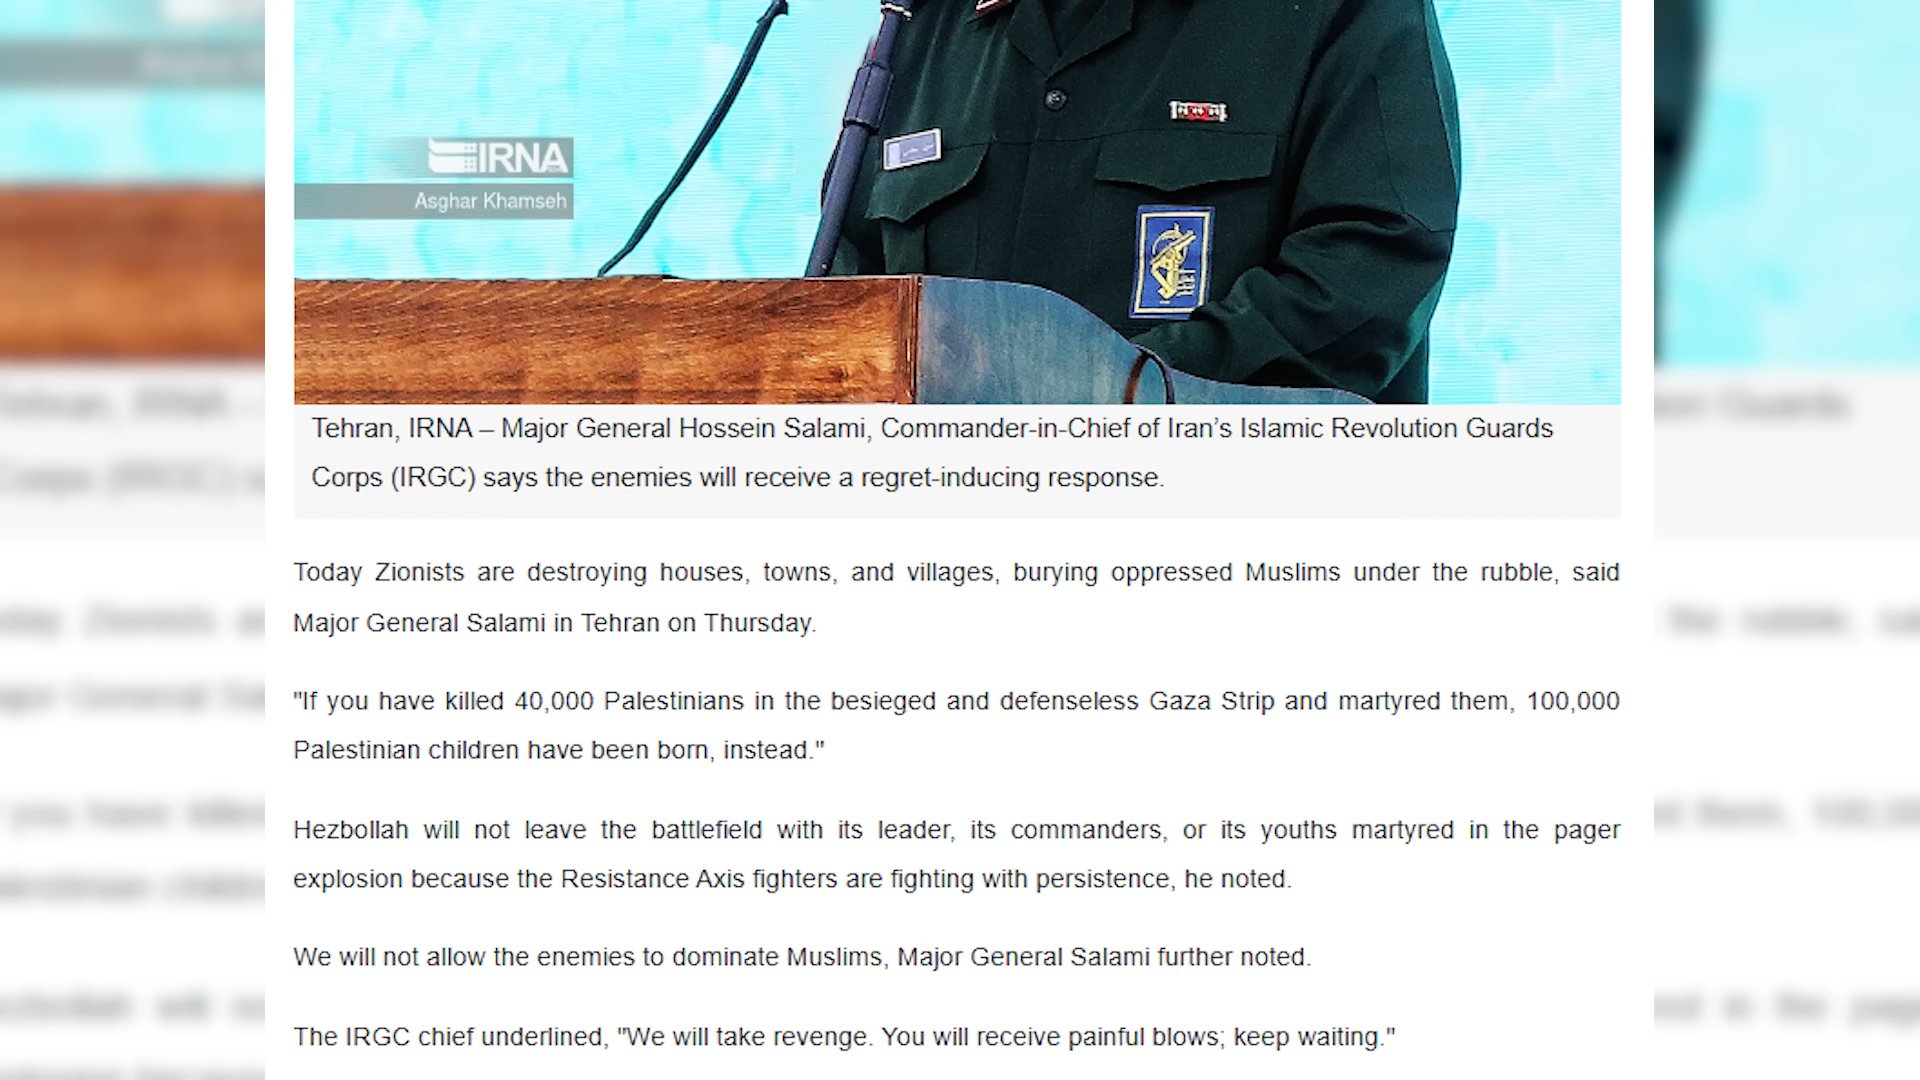 IRNA
Asghar Khamseh
Tehran, IRNA – Major General Hossein Salami, Commander-in-Chief of Iran’s Islamic Revolution Guards
Corps (IRGC) says the enemies will receive a regret-inducing response.
Today Zionists are destroying houses, towns, and villages, burying oppressed Muslims under the rubble, said
Major General Salami in Tehran on Thursday.
"If you have killed 40,000 Palestinians in the besieged and defenseless Gaza Strip and martyred them, 100,000
Palestinian children have been born, instead."
Hezbollah will not leave the battlefield with its leader, its commanders, or its youths martyred in the pager
explosion because the Resistance Axis fighters are fighting with persistence, he noted.
We will not allow the enemies to dominate Muslims, Major General Salami further noted.
The IRGC chief underlined, "We will take revenge. You will receive painful blows; keep waiting."